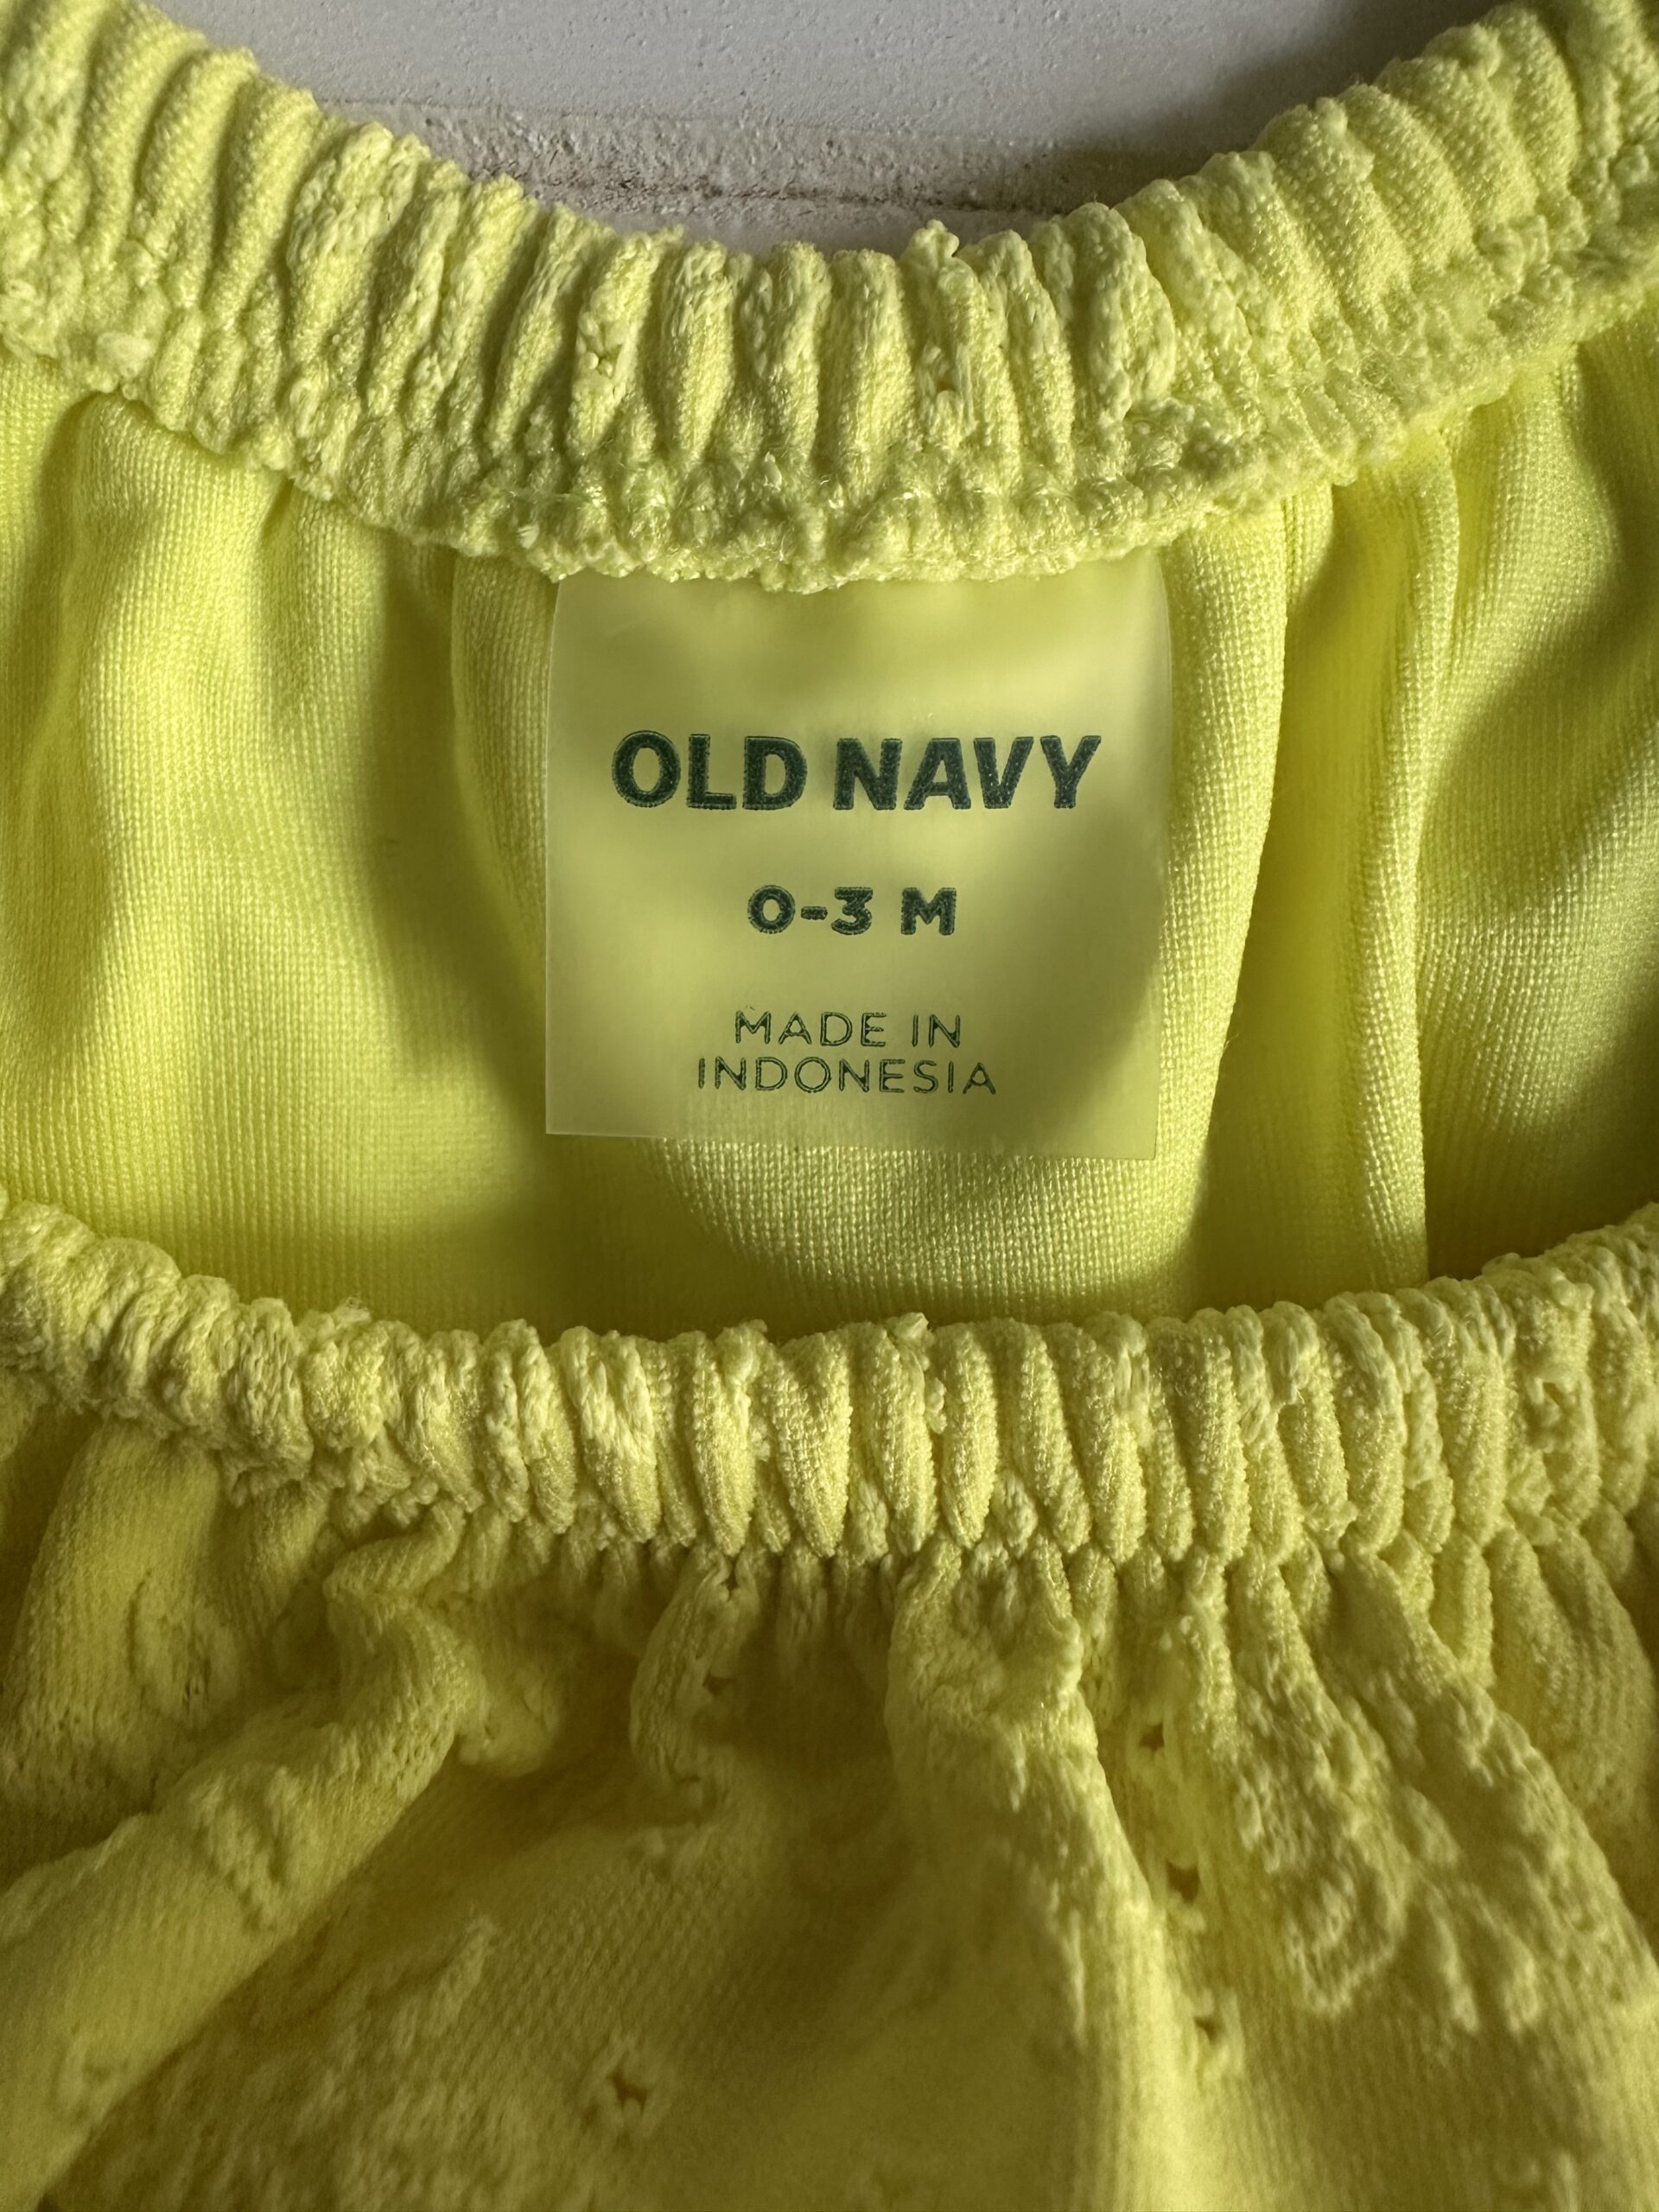 OLD NAVY
0-3 M
MADE IN
INDONESIA